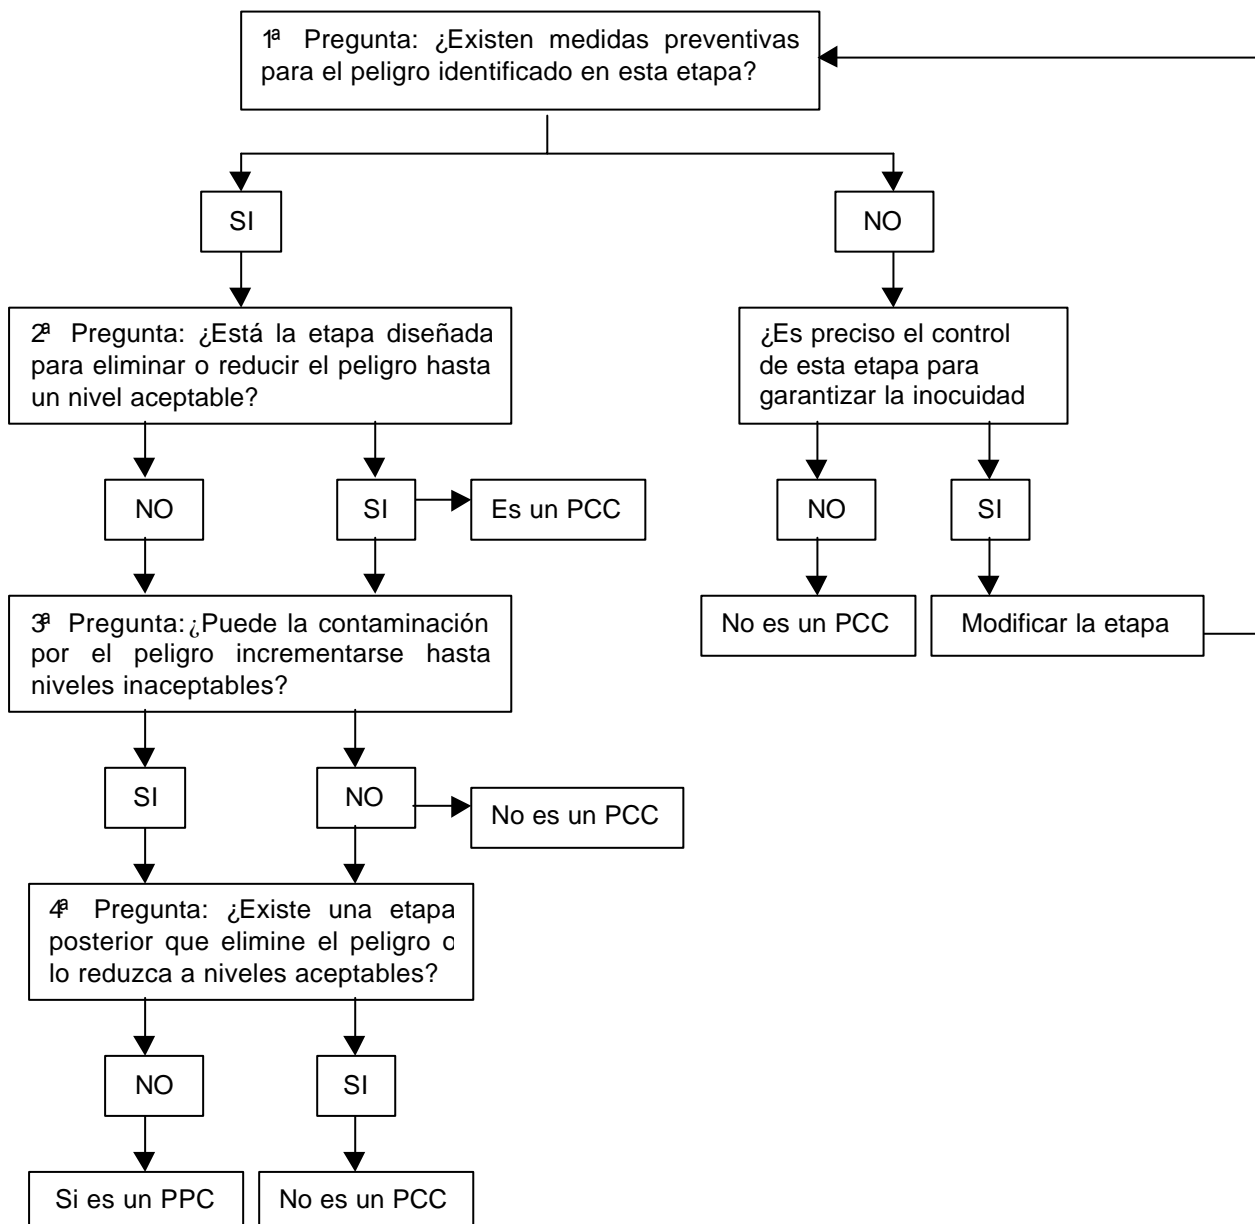 1ª Pregunta: ¿Existen medidas preventivas
para el peligro identificado en esta etapa?
SI
NO
2ª Pregunta: ¿Está la etapa diseñada
para eliminar o reducir el peligro hasta
un nivel aceptable?
¿Es preciso el control
de esta etapa para
garantizar la inocuidad
NO
SI
Es un PCC
NO
SI
3ª Pregunta:¿Puede la contaminación
por el peligro incrementarse hasta
niveles inaceptables?
No es un PCC
Modificar la etapa
SI
NO
No es un PCC
4ª Pregunta: ¿Existe una etapa
posterior que elimine el peligro o
lo reduzca a niveles aceptables?
NO
SI
Si es un PPC
No es un PCC